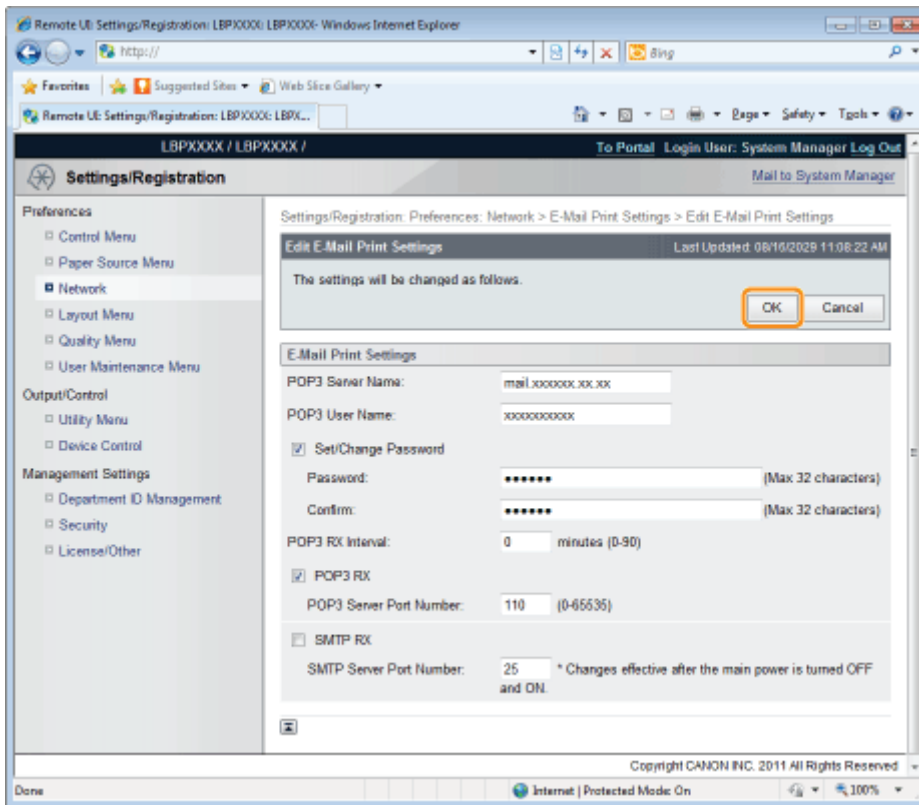 Remote UI: Settings/Registration: LBPXXXX: LBPXXXX- Windows Internet Explorer
http://
Bing
Favorites Suggested Sites Web Slice Gallery
Remote UI: Settings/Registration: LBPXXXX: LBPX... Page Safety Tools
LBPXXXX / LBPXXXX / To Portal Login User: System Manager Log Out
Settings/Registration Mail to System Manager
Preferences
Control Menu
Paper Source Menu
Network
Layout Menu
Quality Menu
User Maintenance Menu
Output/Control
Utility Menu
Device Control
Management Settings
Department ID Management
Security
License/Other
Settings/Registration: Preferences: Network > E-Mail Print Settings > Edit E-Mail Print Settings
Edit E-Mail Print Settings Last Updated: 08/16/2029 11:08:22 AM
The settings will be changed as follows.
OK Cancel
E-Mail Print Settings
POP3 Server Name: mail.xxxxxx.xx.xx
POP3 User Name: xxxxxxxxxx
Set/Change Password
Password: •••••• (Max 32 characters)
Confirm: •••••• (Max 32 characters)
POP3 RX Interval: 0 minutes (0-90)
POP3 RX
POP3 Server Port Number: 110 (0-65535)
SMTP RX
SMTP Server Port Number: 25 * Changes effective after the main power is turned OFF
and ON.
Copyright CANON INC. 2011 All Rights Reserved
Done Internet | Protected Mode: On 100%